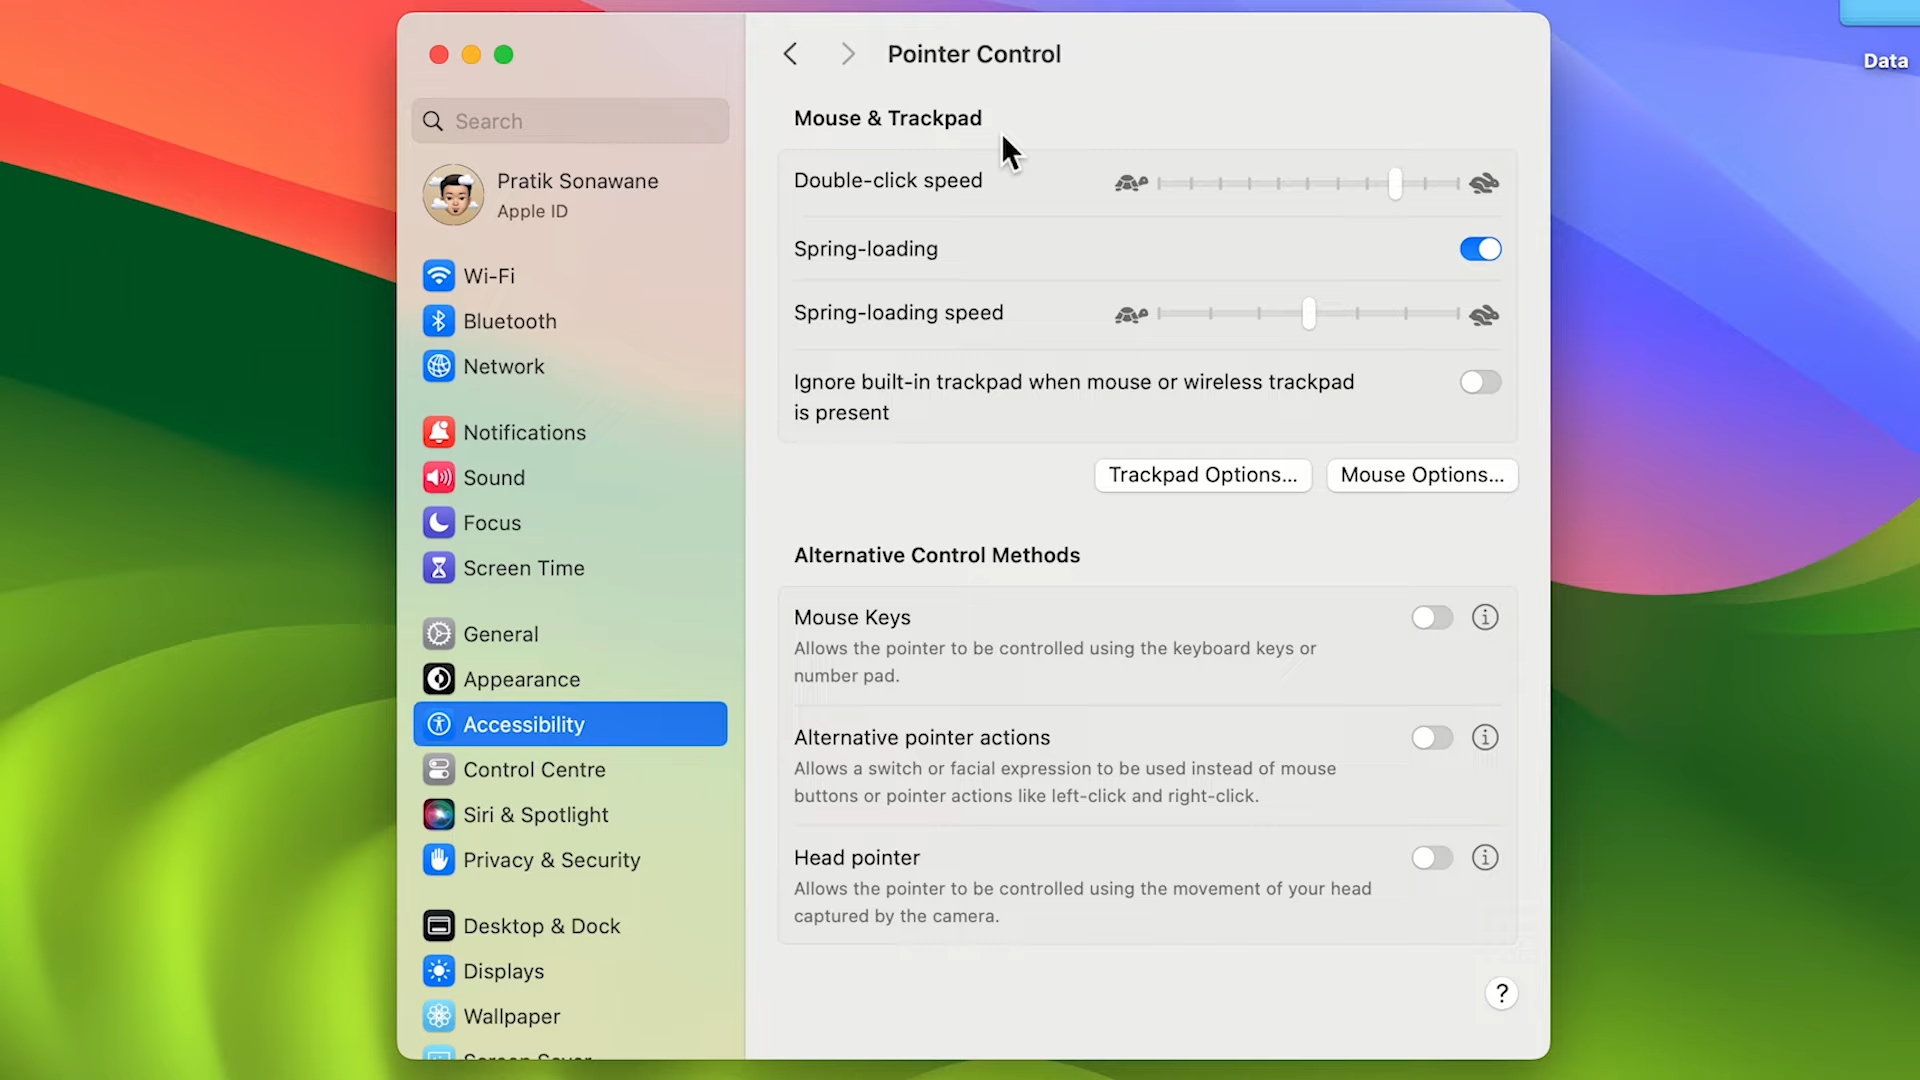 Data
Search
Pratik Sonawane
Apple ID
Wi-Fi
Bluetooth
Network
Notifications
Sound
Focus
Screen Time
General
Appearance
Accessibility
Control Centre
Siri & Spotlight
Privacy & Security
Desktop & Dock
Displays
Wallpaper
Screen Saver
Pointer Control
Mouse & Trackpad
Double-click speed
Spring-loading
Spring-loading speed
Ignore built-in trackpad when mouse or wireless trackpad
is present
Trackpad Options... Mouse Options...
Alternative Control Methods
Mouse Keys
Allows the pointer to be controlled using the keyboard keys or
number pad.
Alternative pointer actions
Allows a switch or facial expression to be used instead of mouse
buttons or pointer actions like left-click and right-click.
Head pointer
Allows the pointer to be controlled using the movement of your head
captured by the camera.
?